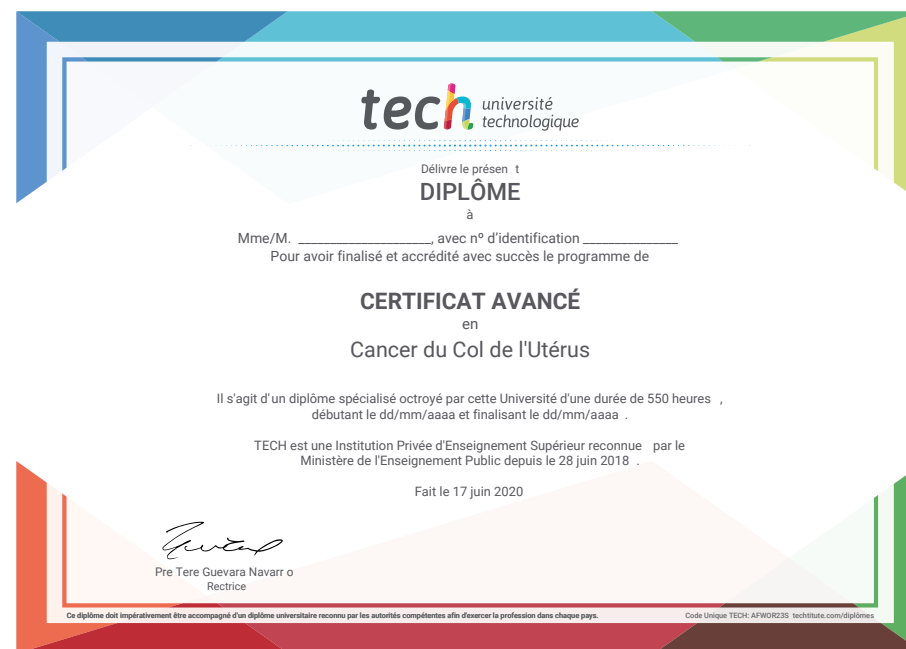 tech université
technologique
Délivre le présen t
DIPLÔME
à
Mme/M. _____________________, avec nº d'identification _______________
Pour avoir finalisé et accrédité avec succès le programme de
CERTIFICAT AVANCÉ
en
Cancer du Col de l'Utérus
Il s'agit d'un diplôme spécialisé octroyé par cette Université d'une durée de 550 heures ,
débutant le dd/mm/aaaa et finalisant le dd/mm/aaaa .
TECH est une Institution Privée d'Enseignement Supérieur reconnue par le
Ministère de l'Enseignement Public depuis le 28 juin 2018 .
Fait le 17 juin 2020
Pre Tere Guevara Navarr o
Rectrice
Ce diplôme doit impérativement être accompagné d'un diplôme universitaire reconnu par les autorités compétentes afin d'exercer la profession dans chaque pays.
Code Unique TECH: AFWOR23S techtitute.com/diplômes